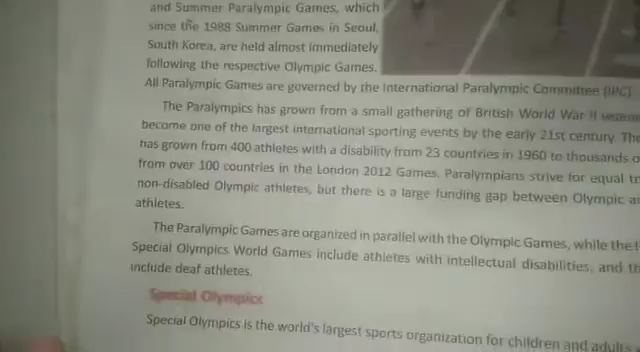 and Summer Paralympic Games, which
since the 1988 Summer Games in Seoul,
South Korea, are held almost immediately
following the respective Olympic Games.
All Paralympic Games are governed by the International Paralympic Committee (IPC).
The Paralympics has grown from a small gathering of British World War II
become one of the largest international sporting events by the early 21st century. The
has grown from 400 athletes with a disability from 23 countries in 1960 to thousands
from over 100 countries in the London 2012 Games. Paralympians strive for equal
non-disabled Olympic athletes, but there is a large funding gap between Olympic
athletes.
The Paralympic Games are organized in parallel with the Olympic Games, while the
Special Olympics World Games include athletes with intellectual disabilities, and
include deaf athletes.
Special Olympics
Special Olympics is the world's largest sports organization for children and adults